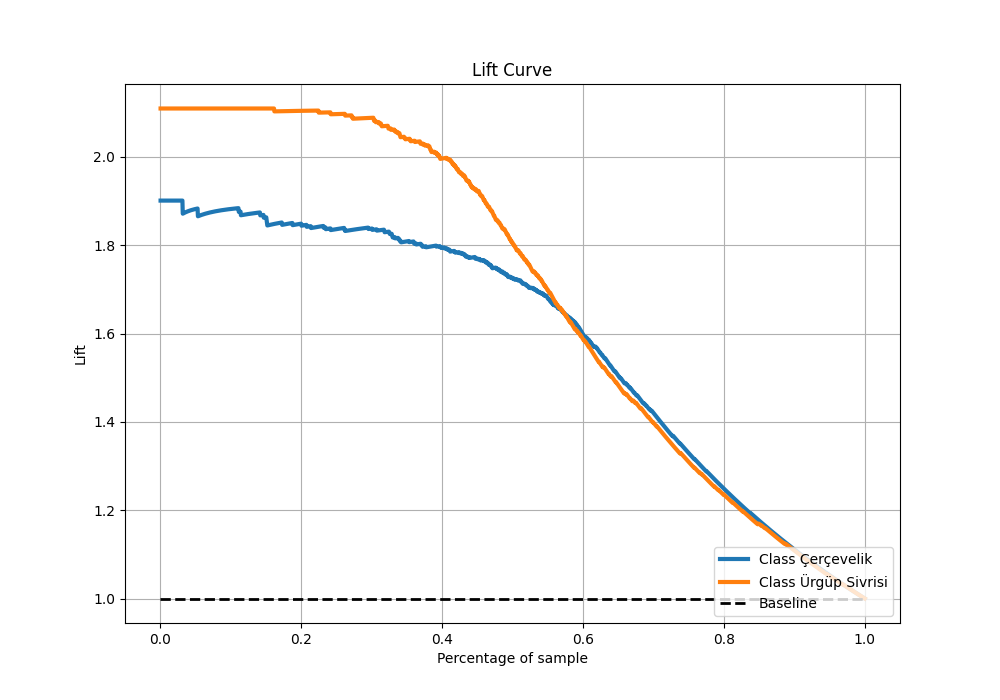 Lift Curve
Lift
2.0
1.8
1.6
1.4
1.2
1.0
0.0 0.2 0.4 0.6 0.8 1.0
Percentage of sample
Class Çerçevelik
Class Ürgüp Sivrisi
Baseline